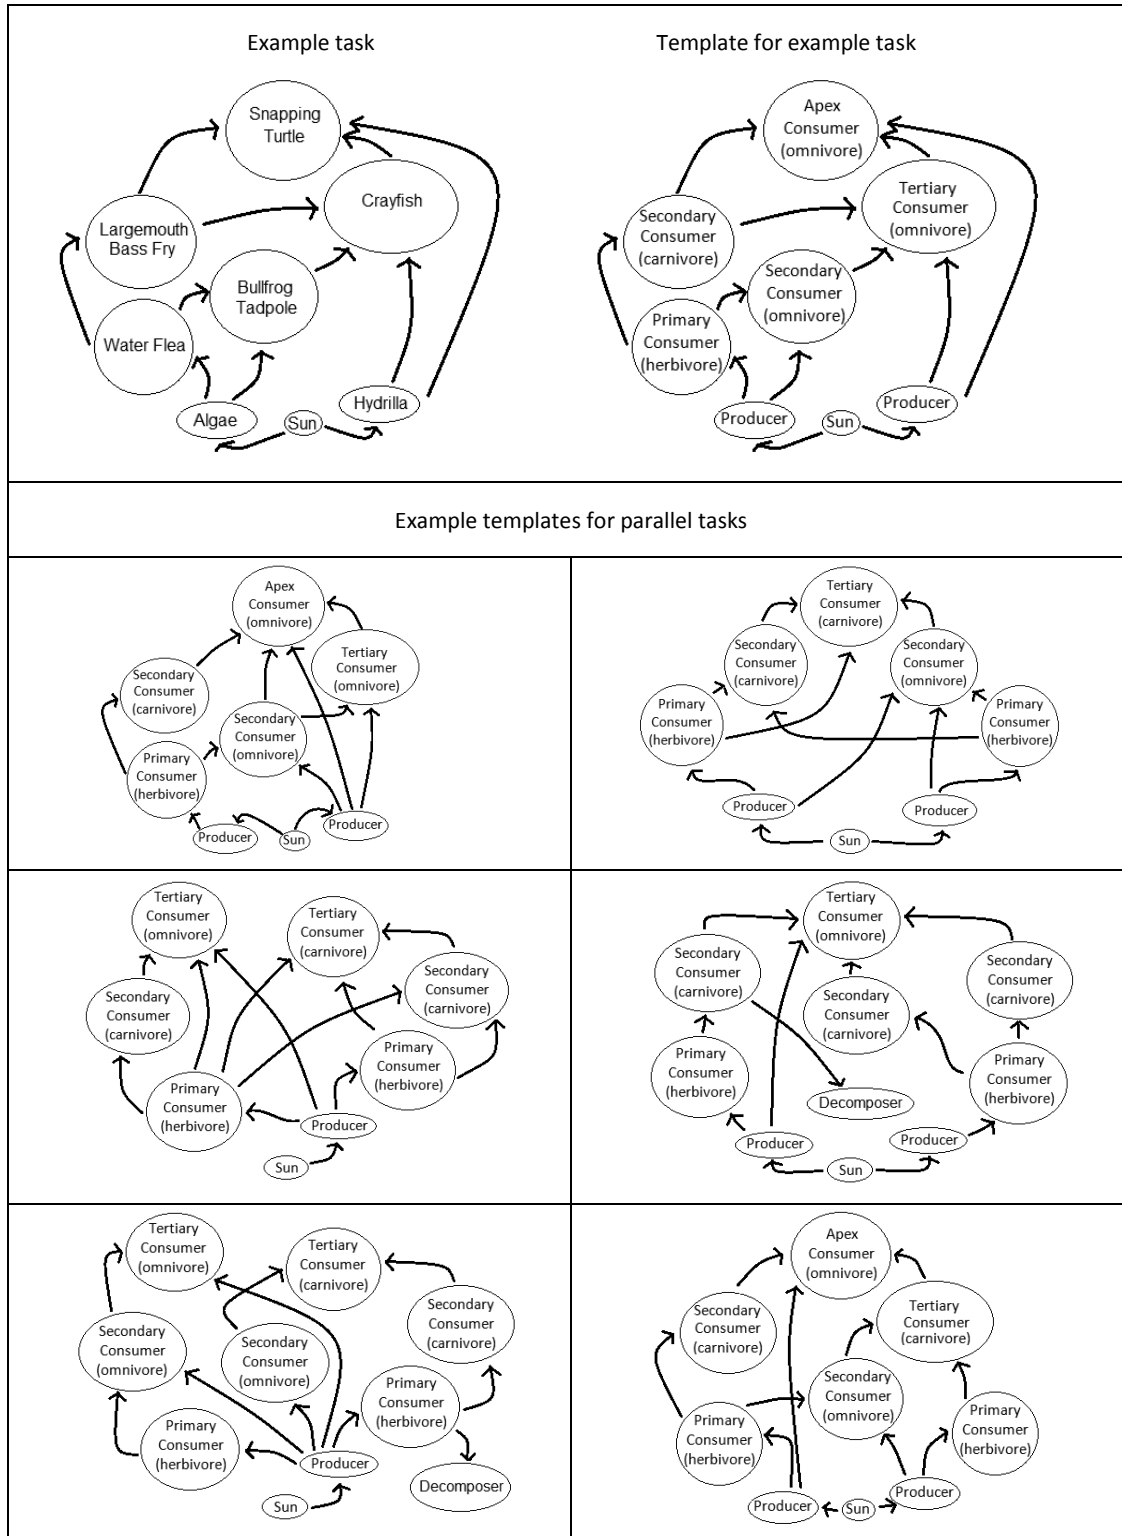 Example task
Template for example task
Snapping
Turtle
Crayfish
Largemouth
Bass Fry
Bullfrog
Tadpole
Water Flea
Hydrilla
Algae
Sun
Apex
Consumer
(omnivore)
Tertiary
Consumer
(omnivore)
Secondary
Consumer
(carnivore)
Secondary
Consumer
(omnivore)
Primary
Consumer
(herbivore)
Producer
Producer
Sun
Example templates for parallel tasks
Apex
Consumer
(omnivore)
Tertiary
Consumer
(omnivore)
Secondary
Consumer
(carnivore)
Secondary
Consumer
(omnivore)
Primary
Consumer
(herbivore)
Producer
Producer
Sun
Tertiary
Consumer
(carnivore)
Secondary
Consumer
(carnivore)
Secondary
Consumer
(omnivore)
Primary
Consumer
(herbivore)
Primary
Consumer
(herbivore)
Producer
Producer
Sun
Tertiary
Consumer
(omnivore)
Tertiary
Consumer
(carnivore)
Secondary
Consumer
(carnivore)
Secondary
Consumer
(carnivore)
Primary
Consumer
(herbivore)
Primary
Consumer
(herbivore)
Producer
Sun
Tertiary
Consumer
(omnivore)
Secondary
Consumer
(carnivore)
Secondary
Consumer
(carnivore)
Secondary
Consumer
(carnivore)
Primary
Consumer
(herbivore)
Primary
Consumer
(herbivore)
Decomposer
Producer
Producer
Sun
Tertiary
Consumer
(omnivore)
Tertiary
Consumer
(carnivore)
Secondary
Consumer
(carnivore)
Secondary
Consumer
(omnivore)
Secondary
Consumer
(omnivore)
Primary
Consumer
(herbivore)
Primary
Consumer
(herbivore)
Producer
Decomposer
Sun
Apex
Consumer
(omnivore)
Secondary
Consumer
(carnivore)
Tertiary
Consumer
(carnivore)
Secondary
Consumer
(omnivore)
Primary
Consumer
(herbivore)
Primary
Consumer
(herbivore)
Producer
Producer
Sun